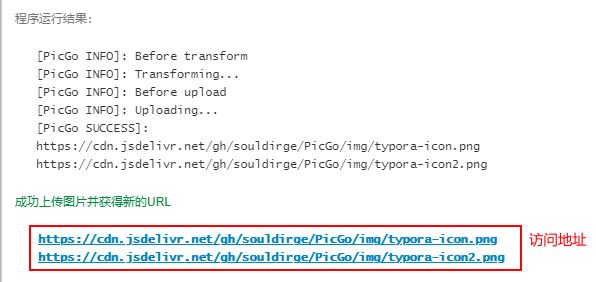 程序运行结果:
[PicGo INFO]: Before transform
[PicGo INFO]: Transforming...
[PicGo INFO]: Before upload
[PicGo INFO]: Uploading...
[PicGo SUCCESS]:
https://cdn.jsdelivr.net/gh/souldirge/PicGo/img/typora-icon.png
https://cdn.jsdelivr.net/gh/souldirge/PicGo/img/typora-icon2.png
成功上传图片并获得新的URL
https://cdn.jsdelivr.net/gh/souldirge/PicGo/img/typora-icon.png
访问地址
https://cdn.jsdelivr.net/gh/souldirge/PicGo/img/typora-icon2.png